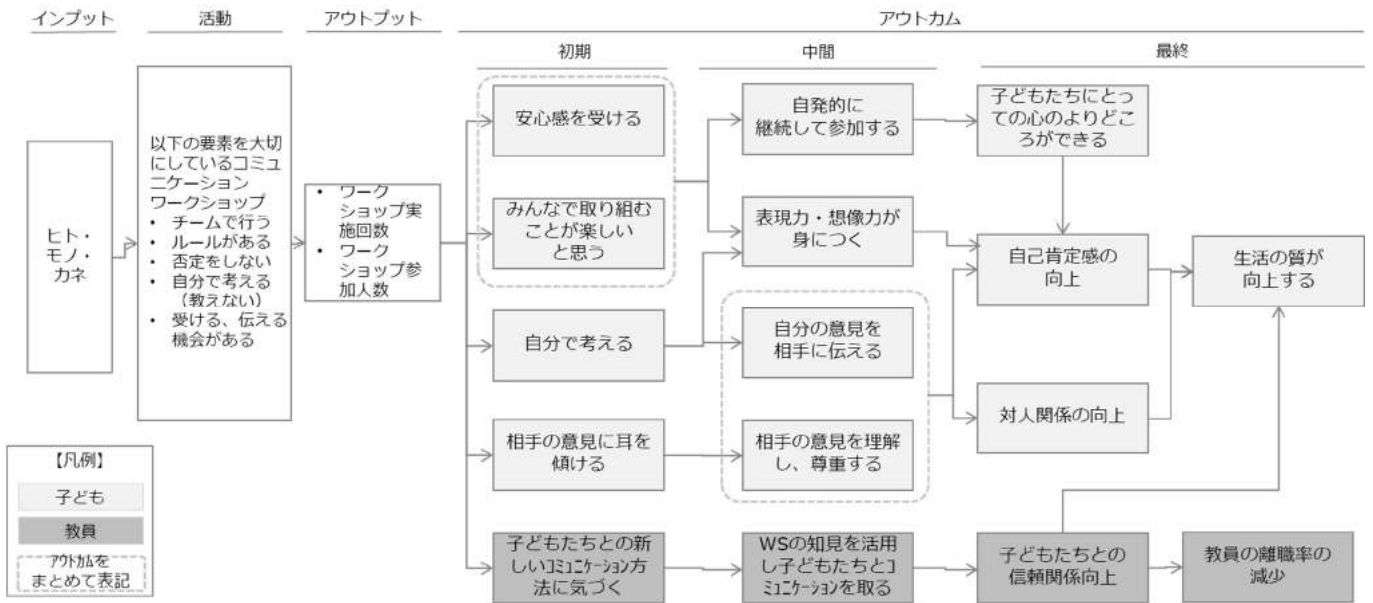 インプット
活動
アウトプット
アウトカム
初期
中間
最終
ヒト・
モノ・
カネ
以下の要素を大切
にしているコミュ
ニケーション
ワークショップ
• チームで行う
• ルールがある
• 否定をしない
• 自分で考える
（教えない）
• 受ける、伝える
機会がある
• ワーク
ショップ実
施回数
• ワーク
ショップ参
加人数
安心感を受ける
みんなで取り組む
ことが楽しい
と思う
自分で考える
相手の意見に耳を
傾ける
子どもたちとの新
しいコミュニケーション方
法に気づく
自発的に
継続して参加する
表現力・想像力が
身につく
自分の意見を
相手に伝える
相手の意見を理解
し、尊重する
WSの知見を活用
し子どもたちとコ
ミュニケーションを取る
子どもたちにとっ
ての心のよりどこ
ろができる
自己肯定感の
向上
対人関係の向上
子どもたちとの
信頼関係向上
生活の質が
向上する
教員の離職率の
減少
【凡例】
子ども
教員
アウトカムを
まとめて表記